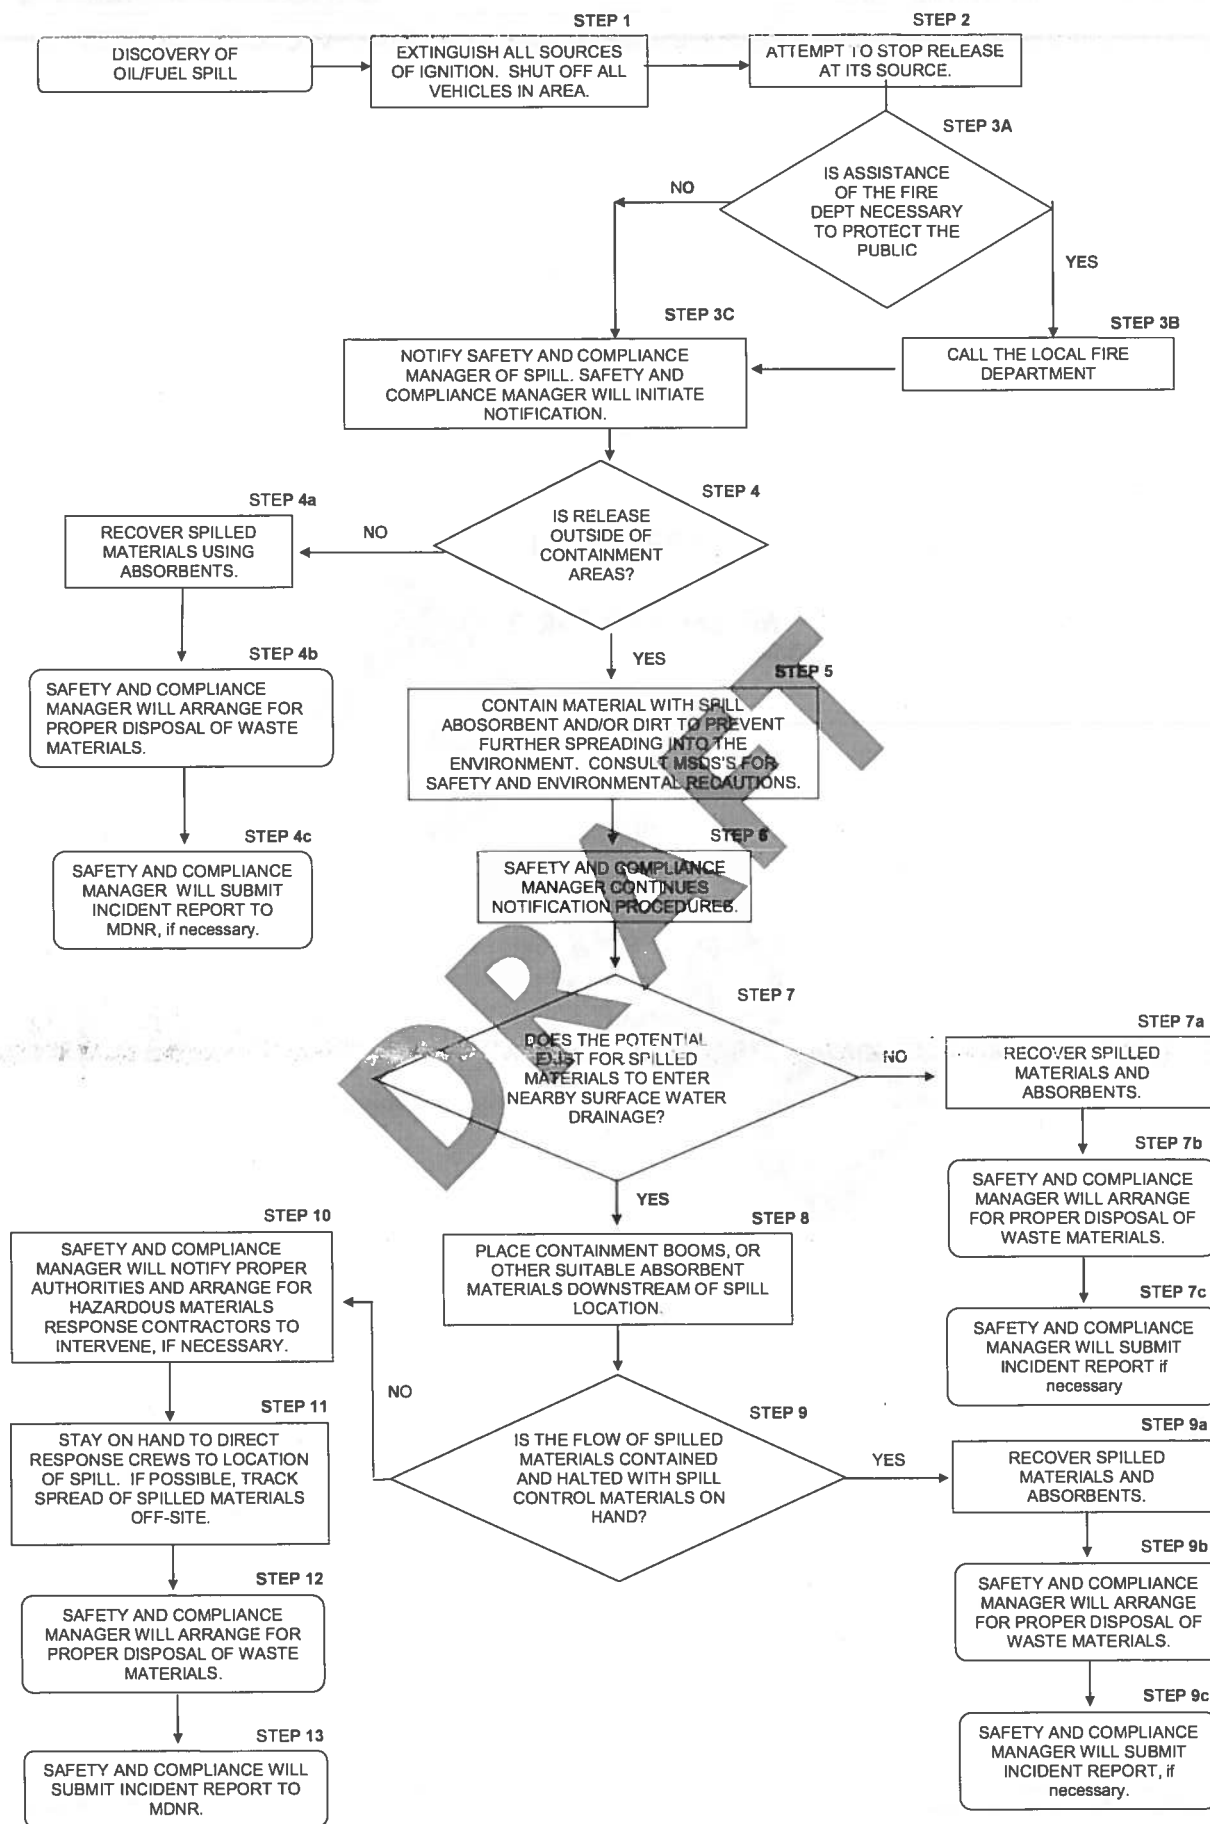 STEP 1
STEP 2
DISCOVERY OF
OIL/FUEL SPILL
EXTINGUISH ALL SOURCES
OF IGNITION. SHUT OFF ALL
VEHICLES IN AREA.
ATTEMPT TO STOP RELEASE
AT ITS SOURCE.
STEP 3A
IS ASSISTANCE
OF THE FIRE
DEPT NECESSARY
TO PROTECT THE
PUBLIC
NO
YES
STEP 3C
STEP 3B
NOTIFY SAFETY AND COMPLIANCE
MANAGER OF SPILL. SAFETY AND
COMPLIANCE MANAGER WILL INITIATE
NOTIFICATION.
CALL THE LOCAL FIRE
DEPARTMENT
STEP 4
IS RELEASE
OUTSIDE OF
CONTAINMENT
AREAS?
NO
STEP 4a
RECOVER SPILLED
MATERIALS USING
ABSORBENTS.
STEP 4b
SAFETY AND COMPLIANCE
MANAGER WILL ARRANGE FOR
PROPER DISPOSAL OF WASTE
MATERIALS.
STEP 4c
SAFETY AND COMPLIANCE
MANAGER WILL SUBMIT
INCIDENT REPORT TO
MDNR, if necessary.
YES
STEP 5
CONTAIN MATERIAL WITH SPILL
ABOSORBENT AND/OR DIRT TO PREVENT
FURTHER SPREADING INTO THE
ENVIRONMENT. CONSULT MSDS'S FOR
SAFETY AND ENVIRONMENTAL RECAUTIONS.
STEP 6
SAFETY AND COMPLIANCE
MANAGER CONTINUES
NOTIFICATION PROCEDURES.
DRAFT
STEP 7
DOES THE POTENTIAL
EXIST FOR SPILLED
MATERIALS TO ENTER
NEARBY SURFACE WATER
DRAINAGE?
NO
STEP 7a
RECOVER SPILLED
MATERIALS AND
ABSORBENTS.
STEP 7b
SAFETY AND COMPLIANCE
MANAGER WILL ARRANGE
FOR PROPER DISPOSAL OF
WASTE MATERIALS.
STEP 7c
SAFETY AND COMPLIANCE
MANAGER WILL SUBMIT
INCIDENT REPORT if
necessary
YES
STEP 8
PLACE CONTAINMENT BOOMS, OR
OTHER SUITABLE ABSORBENT
MATERIALS DOWNSTREAM OF SPILL
LOCATION.
STEP 9
IS THE FLOW OF SPILLED
MATERIALS CONTAINED
AND HALTED WITH SPILL
CONTROL MATERIALS ON
HAND?
YES
STEP 9a
RECOVER SPILLED
MATERIALS AND
ABSORBENTS.
STEP 9b
SAFETY AND COMPLIANCE
MANAGER WILL ARRANGE
FOR PROPER DISPOSAL OF
WASTE MATERIALS.
STEP 9c
SAFETY AND COMPLIANCE
MANAGER WILL SUBMIT
INCIDENT REPORT, if
necessary.
NO
STEP 10
SAFETY AND COMPLIANCE
MANAGER WILL NOTIFY PROPER
AUTHORITIES AND ARRANGE FOR
HAZARDOUS MATERIALS
RESPONSE CONTRACTORS TO
INTERVENE, IF NECESSARY.
STEP 11
STAY ON HAND TO DIRECT
RESPONSE CREWS TO LOCATION
OF SPILL. IF POSSIBLE, TRACK
SPREAD OF SPILLED MATERIALS
OFF-SITE.
STEP 12
SAFETY AND COMPLIANCE
MANAGER WILL ARRANGE FOR
PROPER DISPOSAL OF WASTE
MATERIALS.
STEP 13
SAFETY AND COMPLIANCE WILL
SUBMIT INCIDENT REPORT TO
MDNR.